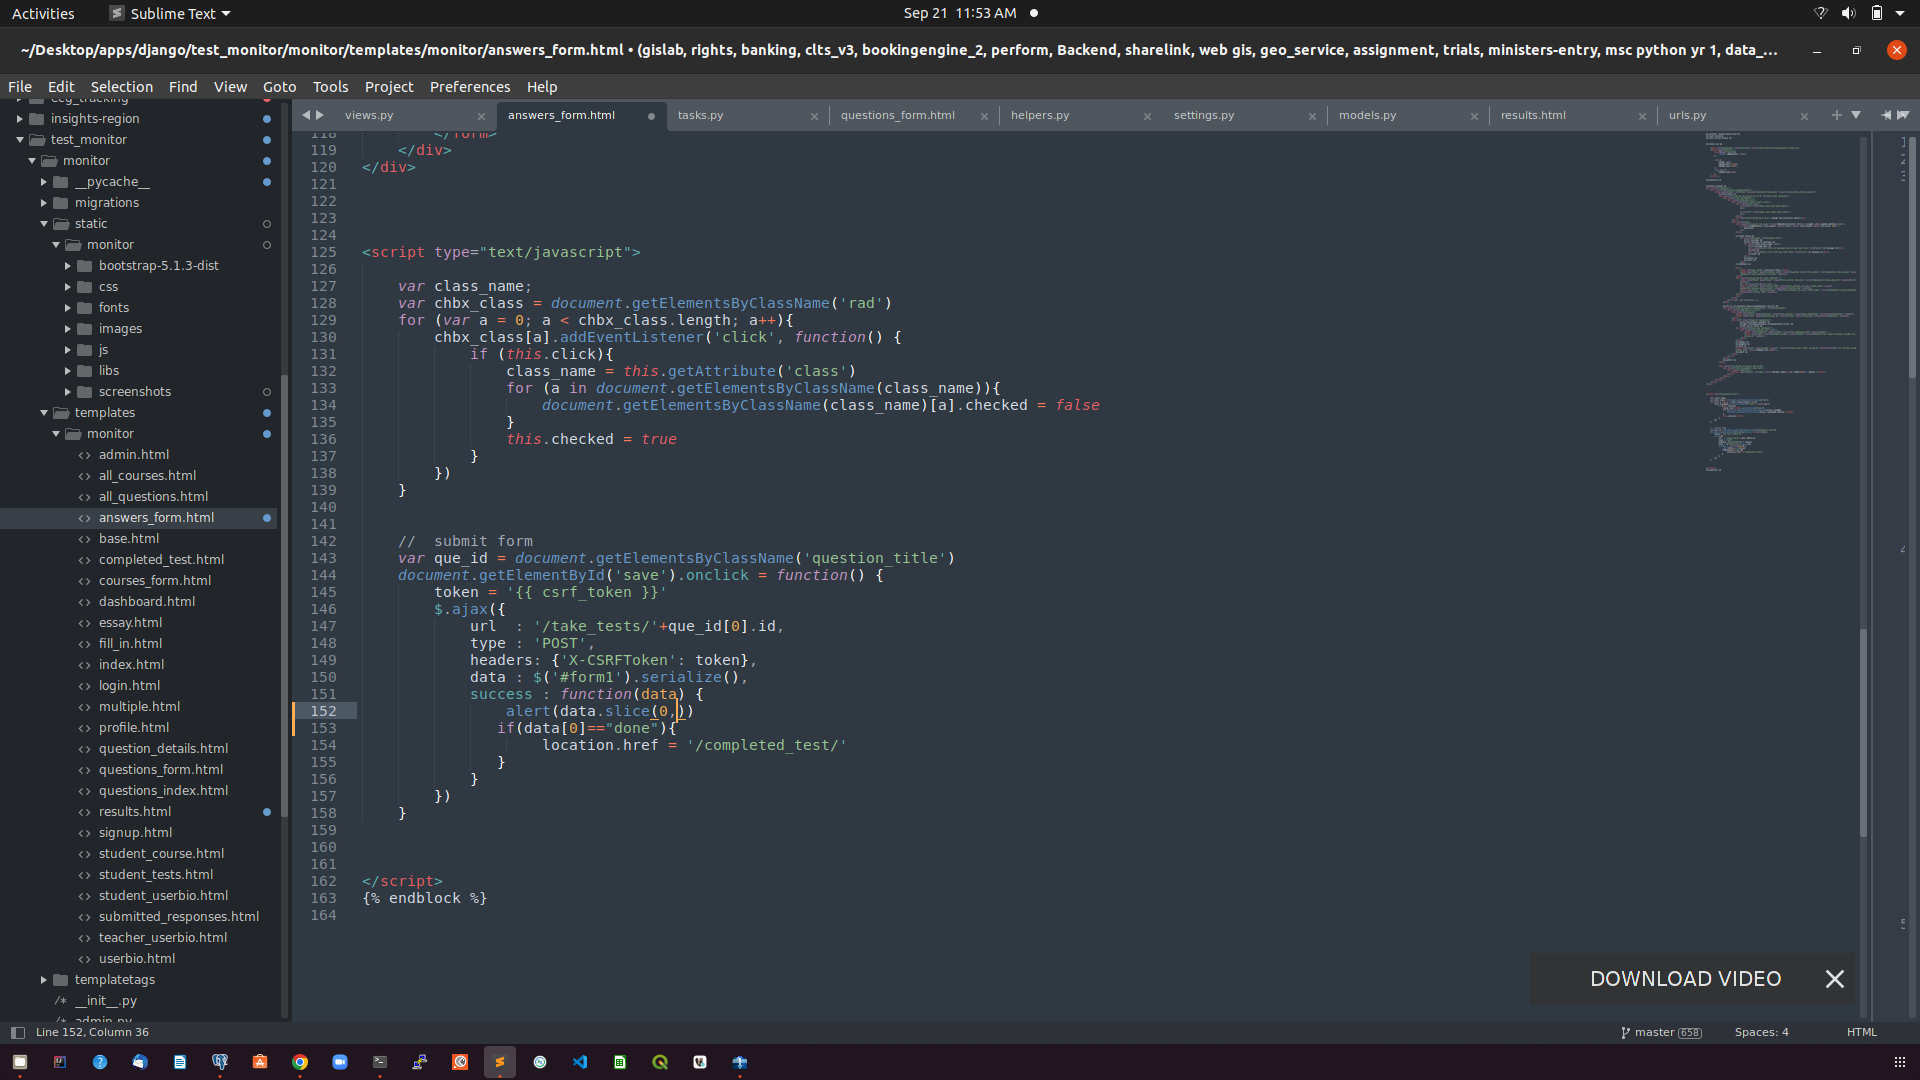 Activities
Sublime Text
Sep 21 11:53 AM
~/Desktop/apps/django/test_monitor/monitor/templates/monitor/answers_form.html • (gislab, rights, banking, clts_v3, bookingengine_2, perform, Backend, sharelink, web gis, geo_service, assignment, trials, ministers-entry, msc python yr 1, data_...
File Edit Selection Find View Goto Tools Project Preferences Help
views.py
answers_form.html
tasks.py
questions_form.html
helpers.py
settings.py
models.py
results.html
urls.py
insights-region
test_monitor
monitor
__pycache__
migrations
static
monitor
bootstrap-5.1.3-dist
css
fonts
images
js
libs
screenshots
templates
monitor
admin.html
all_courses.html
all_questions.html
answers_form.html
base.html
completed_test.html
courses_form.html
dashboard.html
essay.html
fill_in.html
index.html
login.html
multiple.html
profile.html
question_details.html
questions_form.html
questions_index.html
results.html
signup.html
student_course.html
student_tests.html
student_userbio.html
submitted_responses.html
teacher_userbio.html
userbio.html
templatetags
/* __init__.py
/* admin.py
118 </form>
119 </div>
120 </div>
121
122
123
124
125 <script type="text/javascript">
126
127 var class_name;
128 var chbx_class = document.getElementsByClassName('rad')
129 for (var a = 0; a < chbx_class.length; a++){
130 chbx_class[a].addEventListener('click', function() {
131 if (this.click){
132 class_name = this.getAttribute('class')
133 for (a in document.getElementsByClassName(class_name)){
134 document.getElementsByClassName(class_name)[a].checked = false
135 }
136 this.checked = true
137 }
138 })
139 }
140
141
142 //  submit form
143 var que_id = document.getElementsByClassName('question_title')
144 document.getElementById('save').onclick = function() {
145 token = '{{ csrf_token }}'
146 $.ajax({
147 url  : '/take_tests/'+que_id[0].id,
148 type : 'POST',
149 headers: {'X-CSRFToken': token},
150 data : $('#form1').serialize(),
151 success : function(data) {
152 alert(data.slice(0,))
153 if(data[0]=="done"){
154 location.href = '/completed_test/'
155 }
156 }
157 })
158 }
159
160
161
162 </script>
163 {% endblock %}
164
DOWNLOAD VIDEO
Line 152, Column 36
master 658
Spaces: 4
HTML